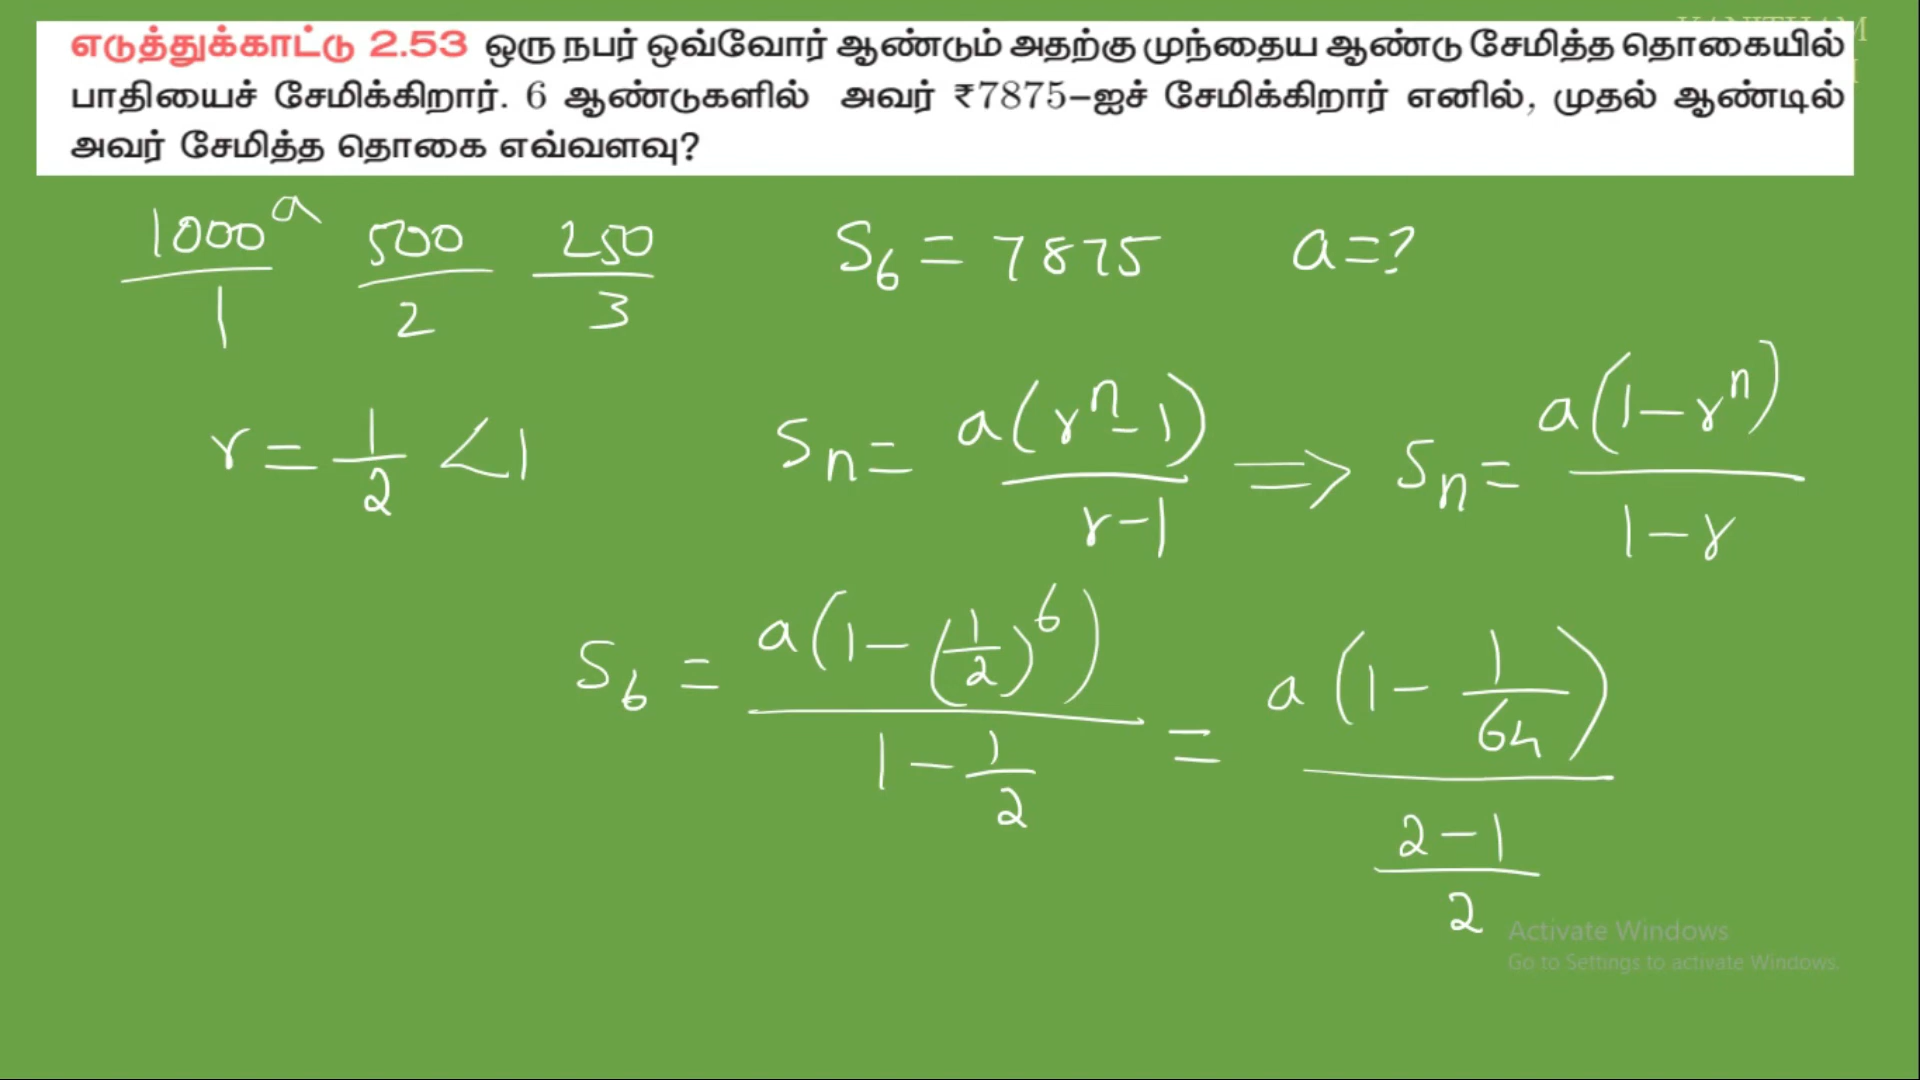 எடுத்துக்காட்டு 2.53 ஒரு நபர் ஒவ்வோர் ஆண்டும் அதற்கு முந்தைய ஆண்டு சேமித்த தொகையில்
பாதியைச் சேமிக்கிறார். 6 ஆண்டுகளில் அவர் ₹7875-ஐச் சேமிக்கிறார் எனில், முதல் ஆண்டில்
அவர் சேமித்த தொகை எவ்வளவு?
1000/1 a 500/2 250/3 S₆ = 7875 a = ?
r = 1/2 < 1 Sn = a(rⁿ - 1)/(r - 1) ⇒ Sn = a(1 - rⁿ)/(1 - r)
S₆ = a(1 - (1/2)⁶)/(1 - 1/2) = a(1 - 1/64)/((2 - 1)/2)
Activate Windows
Go to Settings to activate Windows.